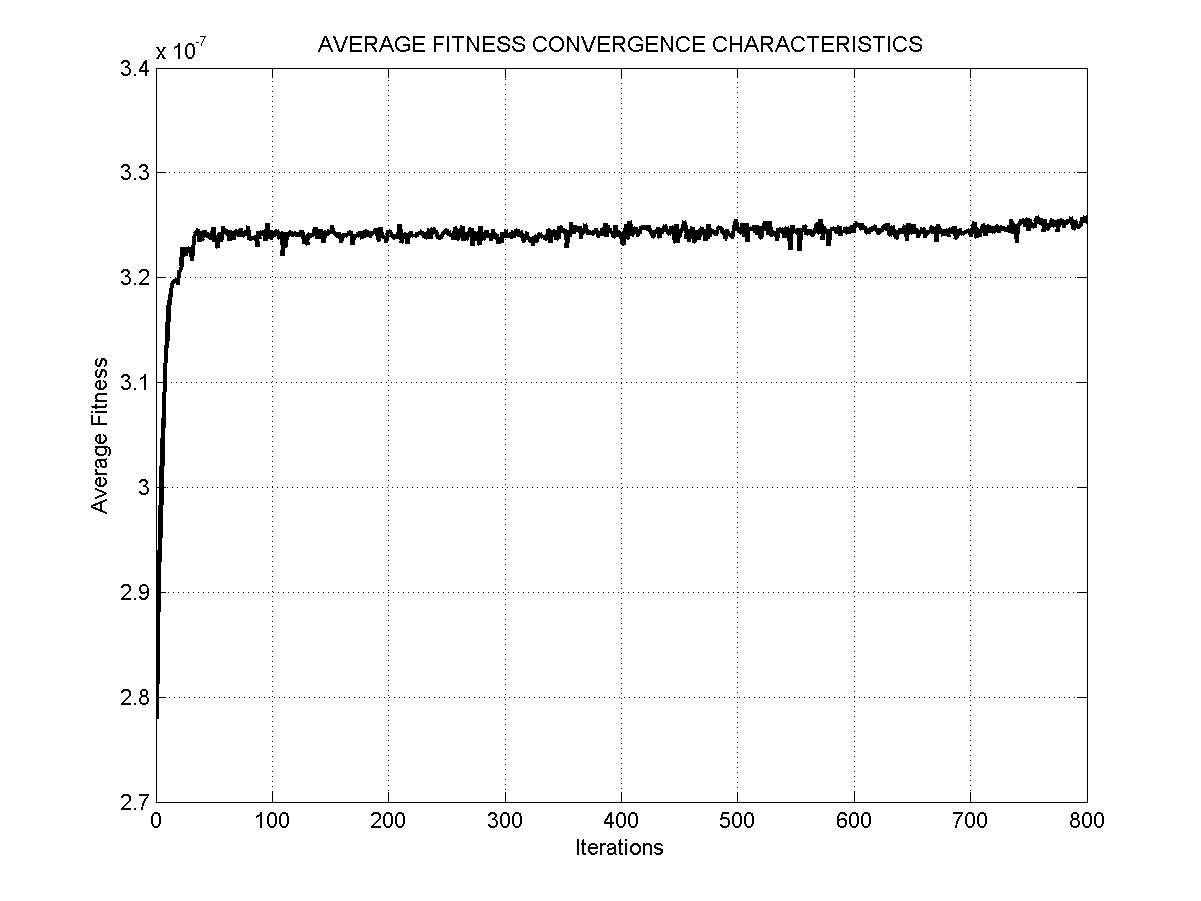 AVERAGE FITNESS CONVERGENCE CHARACTERISTICS
x 10-7
3.4
3.3
3.2
3.1
3
2.9
2.8
2.7
Average Fitness
0 100 200 300 400 500 600 700 800
Iterations